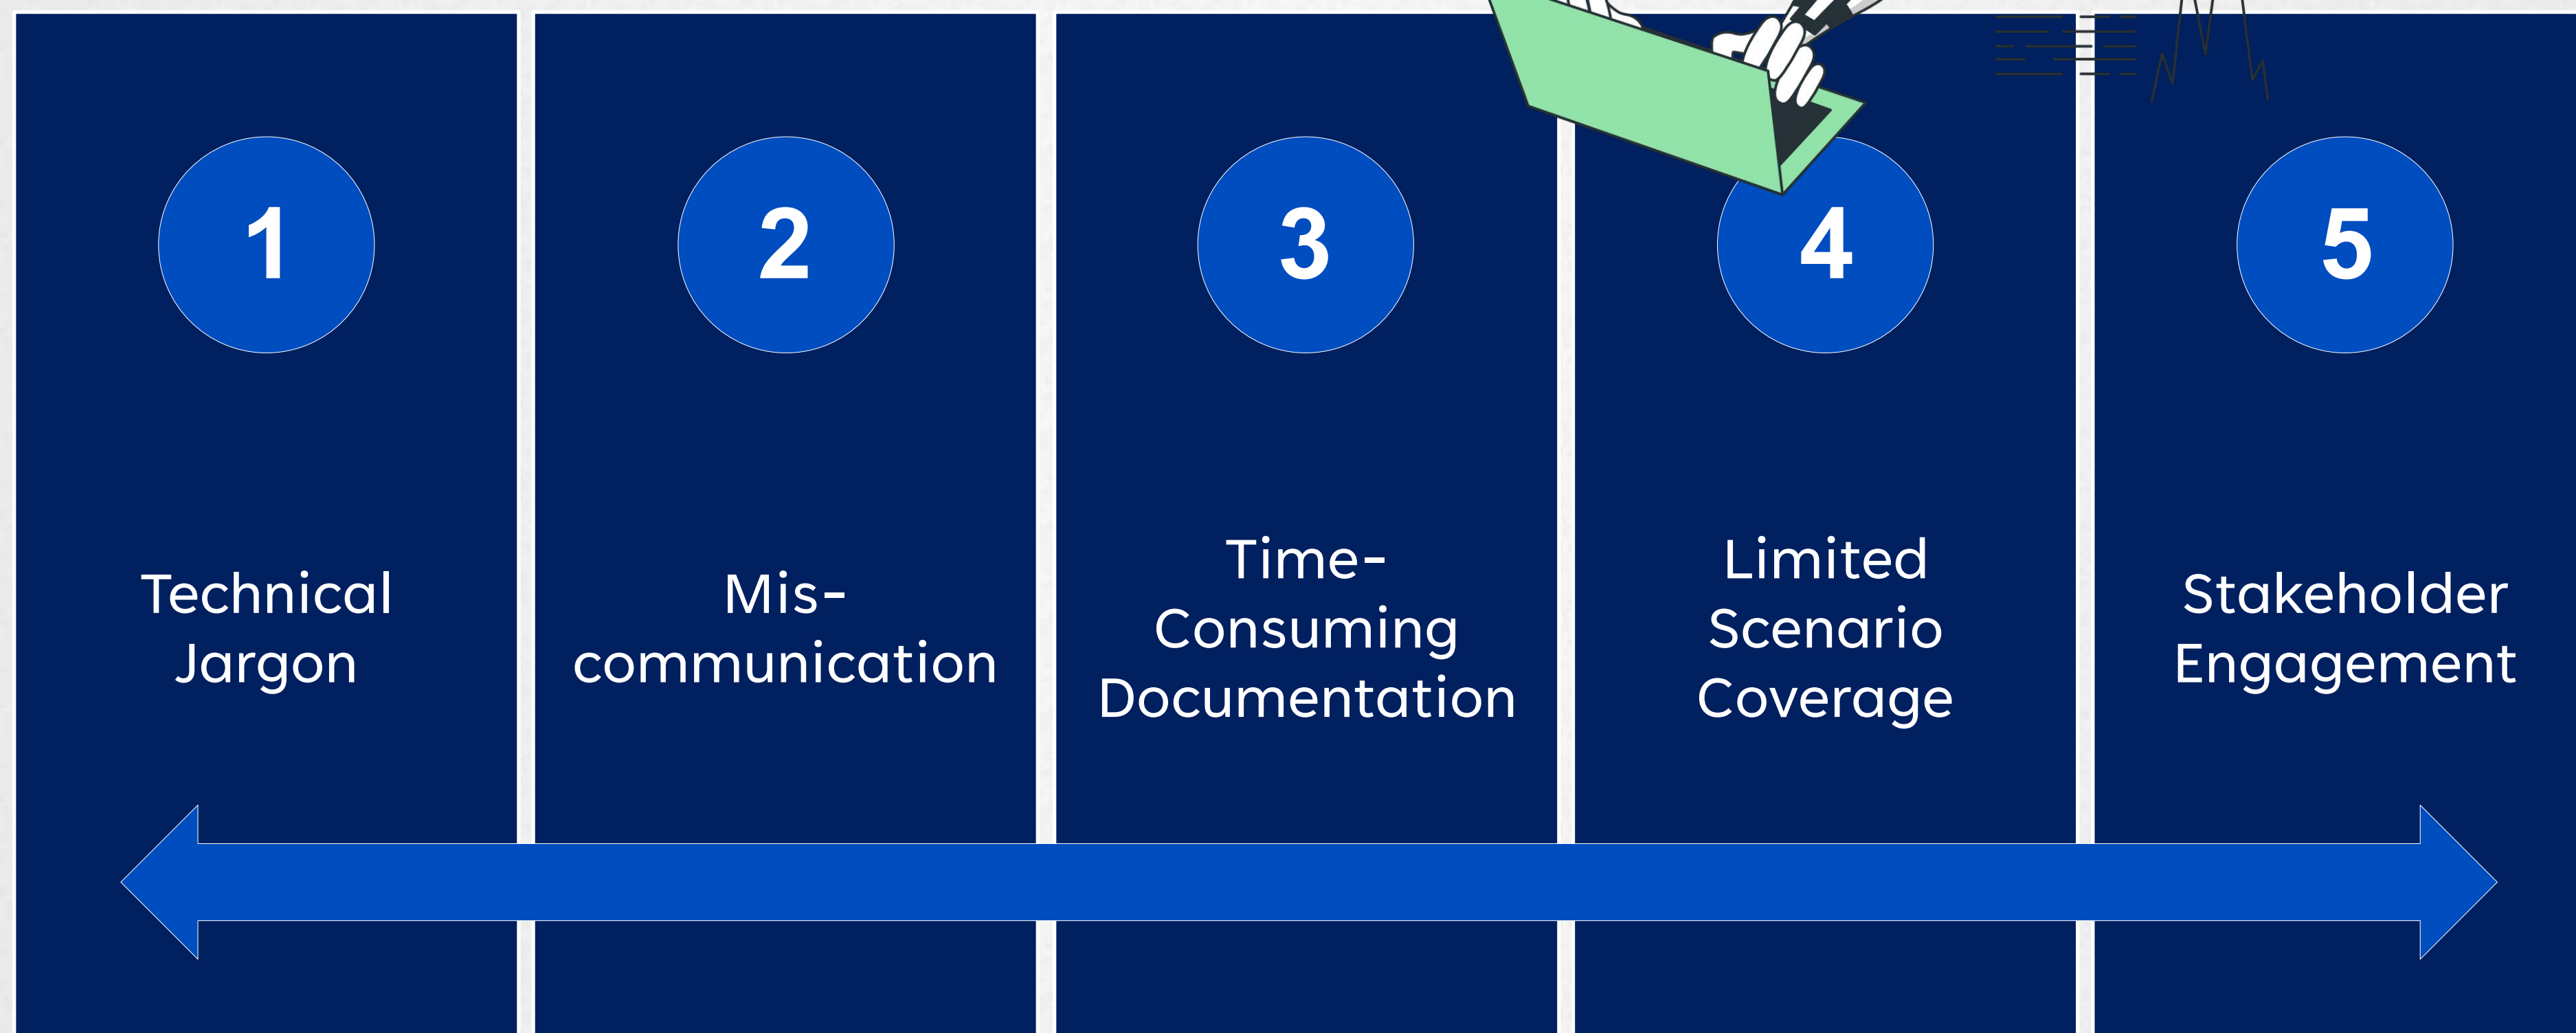 1
Technical
Jargon
2
Mis-
communication
3
Time-
Consuming
Documentation
4
Limited
Scenario
Coverage
5
Stakeholder
Engagement